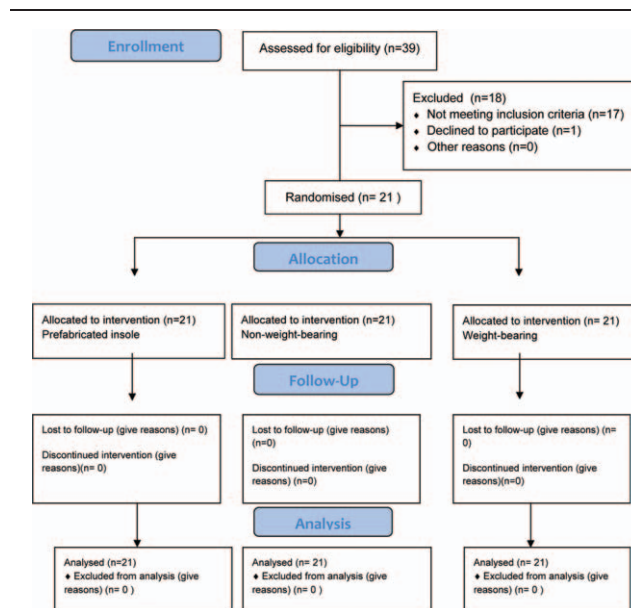 Enrollment
Assessed for eligibility (n=39)
Excluded (n=18)
♦ Not meeting inclusion criteria (n=17)
♦ Declined to participate (n=1)
♦ Other reasons (n=0)
Randomised (n= 21 )
Allocation
Allocated to intervention (n=21)
Prefabricated insole
Allocated to intervention (n=21)
Non-weight-bearing
Allocated to intervention (n= 21)
Weight-bearing
Follow-Up
Lost to follow-up (give reasons) (n= 0)
Discontinued intervention (give
reasons)(n= 0)
Lost to follow-up (give reasons)
(n=0)
Discontinued intervention (give
reasons) (n=0)
Lost to follow-up (give reasons) (n=
0)
Discontinued intervention (give
reasons)(n=0)
Analysis
Analysed (n=21)
♦ Excluded from analysis (give
reasons) (n= 0 )
Analysed (n= 21)
♦ Excluded from analysis (give
reasons) (n= 0 )
Analysed (n= 21)
♦ Excluded from analysis (give
reasons) (n= 0 )